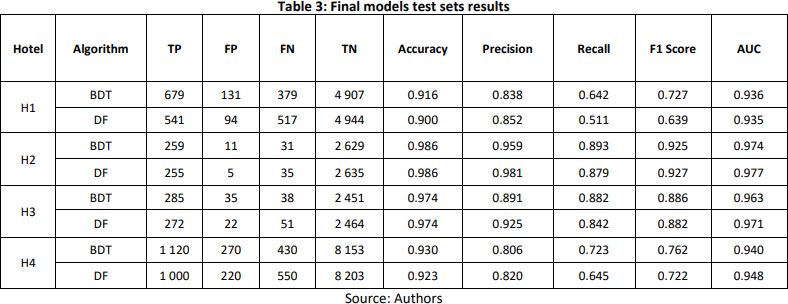 Table 3: Final models test sets results
Hotel Algorithm TP FP FN TN Accuracy Precision Recall F1 Score AUC
H1 BDT 679 131 379 4 907 0.916 0.838 0.642 0.727 0.936
DF 541 94 517 4 944 0.900 0.852 0.511 0.639 0.935
H2 BDT 259 11 31 2 629 0.986 0.959 0.893 0.925 0.974
DF 255 5 35 2 635 0.986 0.981 0.879 0.927 0.977
H3 BDT 285 35 38 2 451 0.974 0.891 0.882 0.886 0.963
DF 272 22 51 2 464 0.974 0.925 0.842 0.882 0.971
H4 BDT 1 120 270 430 8 153 0.930 0.806 0.723 0.762 0.940
DF 1 000 220 550 8 203 0.923 0.820 0.645 0.722 0.948
Source: Authors